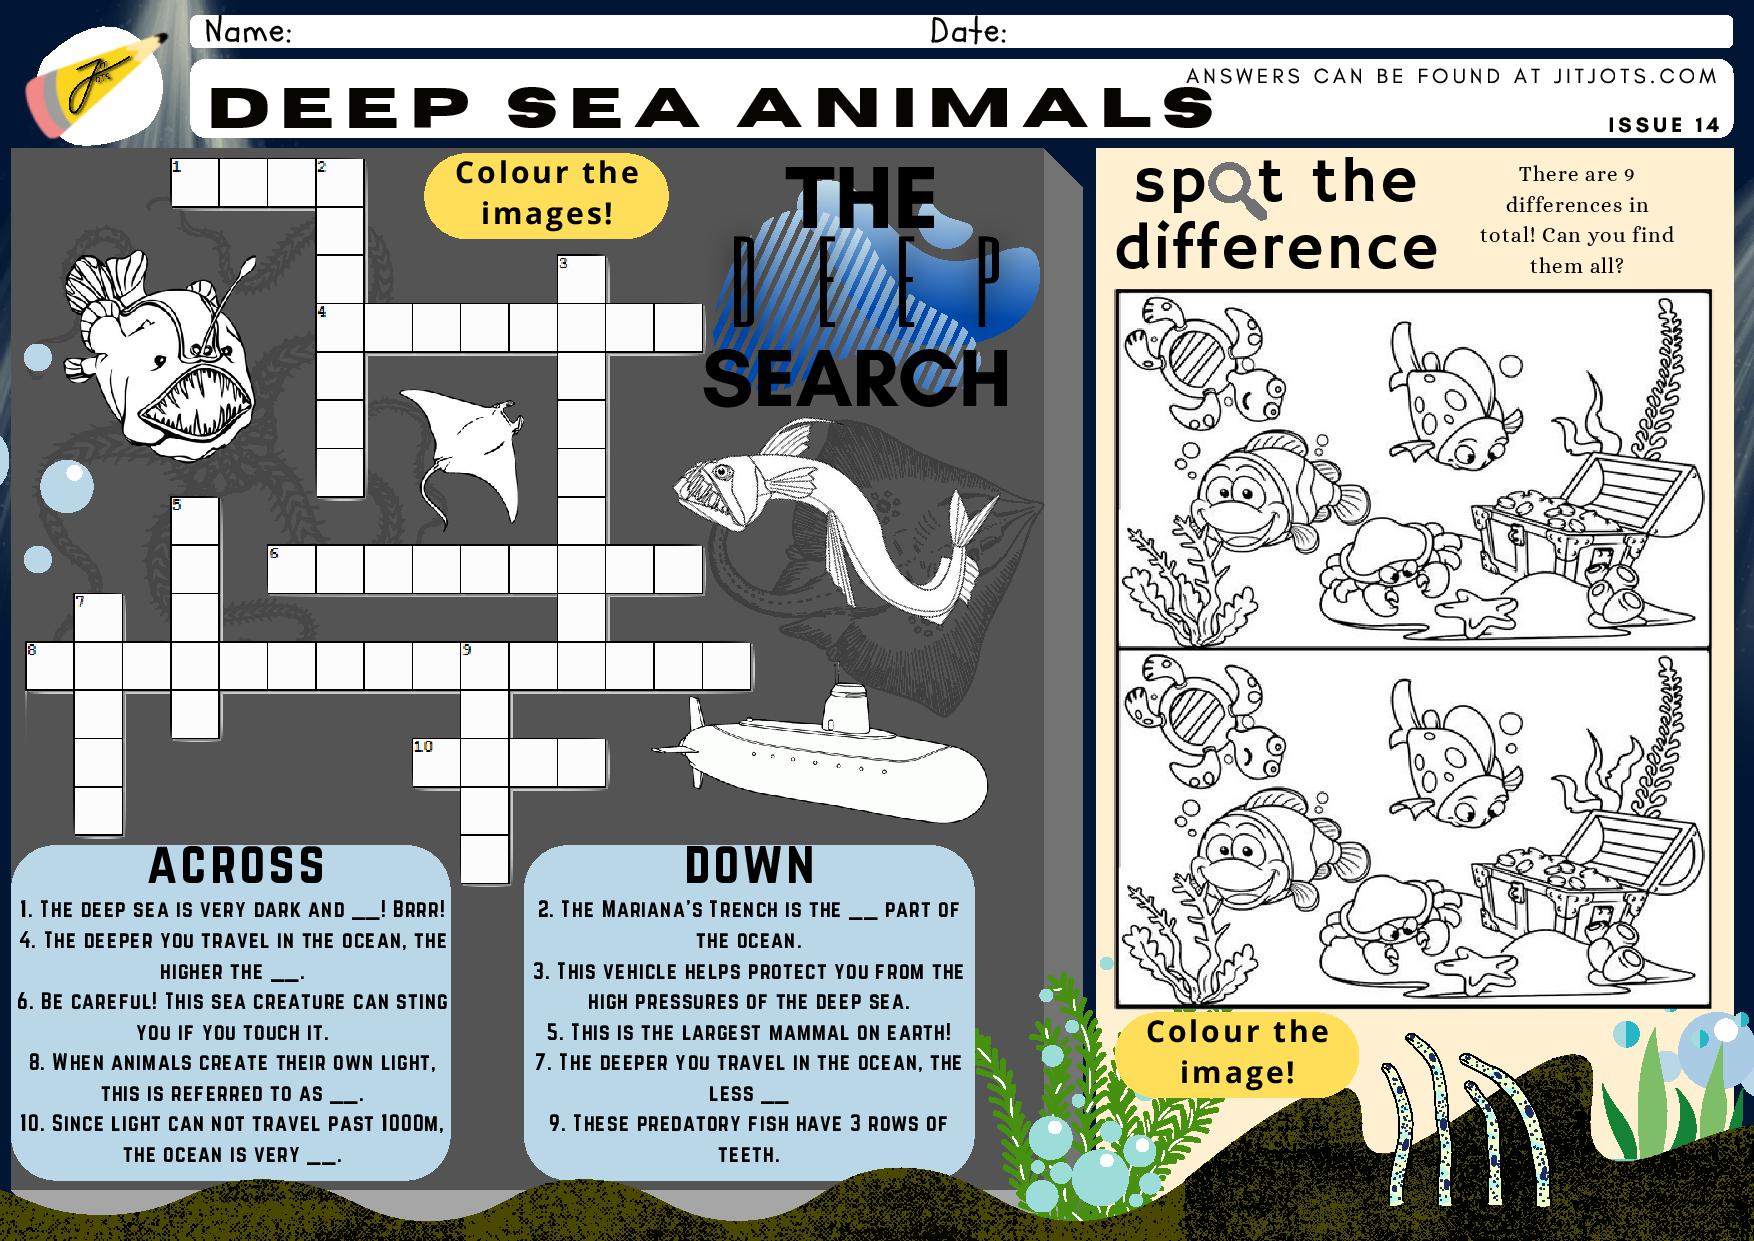 Name:
Date:
ANSWERS CAN BE FOUND AT JITJOTS.COM
DEEP SEA ANIMALS
ISSUE 14
Colour the
images!
THE
DEEP
SEARCH
spot the
difference
There are 9
differences in
total! Can you find
them all?
1
2
3
4
5
6
7
8
9
10
ACROSS
1. THE DEEP SEA IS VERY DARK AND __! BRRR!
4. THE DEEPER YOU TRAVEL IN THE OCEAN, THE
HIGHER THE __.
6. BE CAREFUL! THIS SEA CREATURE CAN STING
YOU IF YOU TOUCH IT.
8. WHEN ANIMALS CREATE THEIR OWN LIGHT,
THIS IS REFERRED TO AS __.
10. SINCE LIGHT CAN NOT TRAVEL PAST 1000M,
THE OCEAN IS VERY __.
DOWN
2. THE MARIANA'S TRENCH IS THE __ PART OF
THE OCEAN.
3. THIS VEHICLE HELPS PROTECT YOU FROM THE
HIGH PRESSURES OF THE DEEP SEA.
5. THIS IS THE LARGEST MAMMAL ON EARTH!
7. THE DEEPER YOU TRAVEL IN THE OCEAN, THE
LESS __
9. THESE PREDATORY FISH HAVE 3 ROWS OF
TEETH.
Colour the
image!